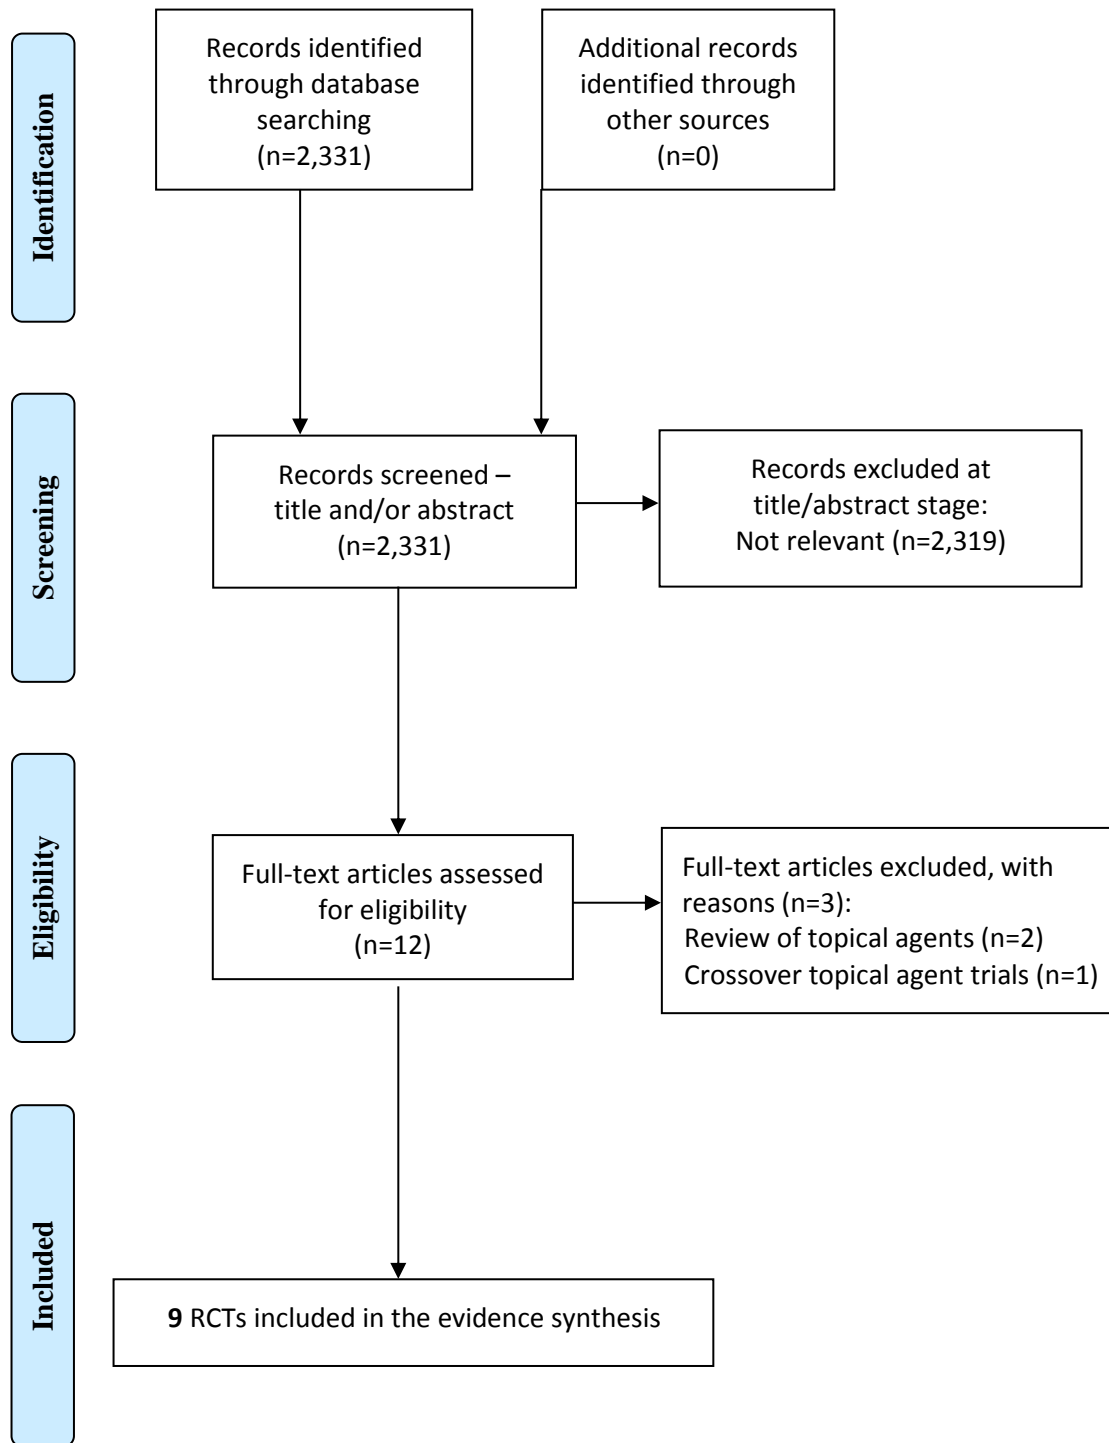 Identification
Records identified
through database
searching
(n=2,331)
Additional records
identified through
other sources
(n=0)
Screening
Records screened –
title and/or abstract
(n=2,331)
Records excluded at
title/abstract stage:
Not relevant (n=2,319)
Eligibility
Full-text articles assessed
for eligibility
(n=12)
Full-text articles excluded, with
reasons (n=3):
Review of topical agents (n=2)
Crossover topical agent trials (n=1)
Included
9 RCTs included in the evidence synthesis